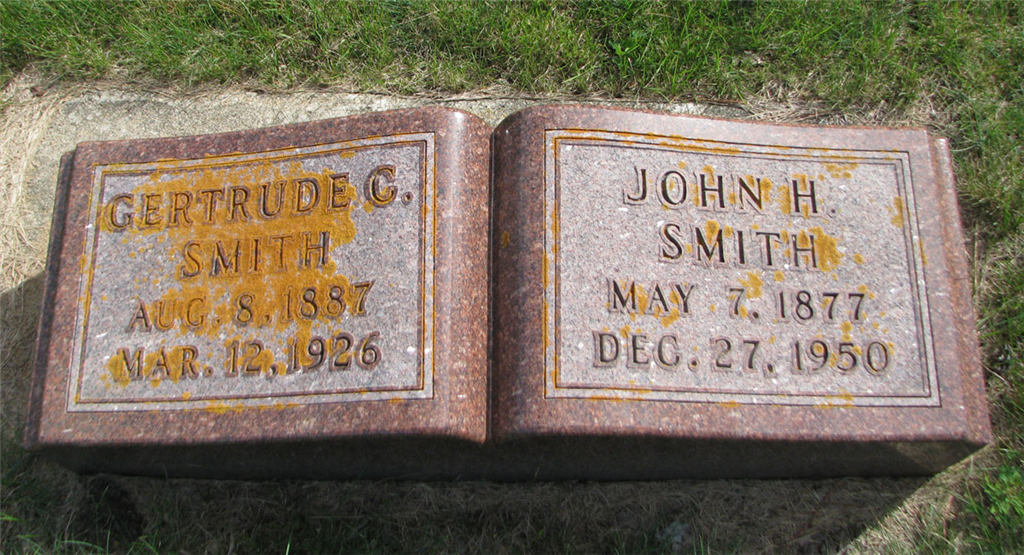 GERTRUDE C.
SMITH
AUG. 8, 1887
MAR. 12, 1926
JOHN H.
SMITH
MAY 7, 1877
DEC. 27, 1950